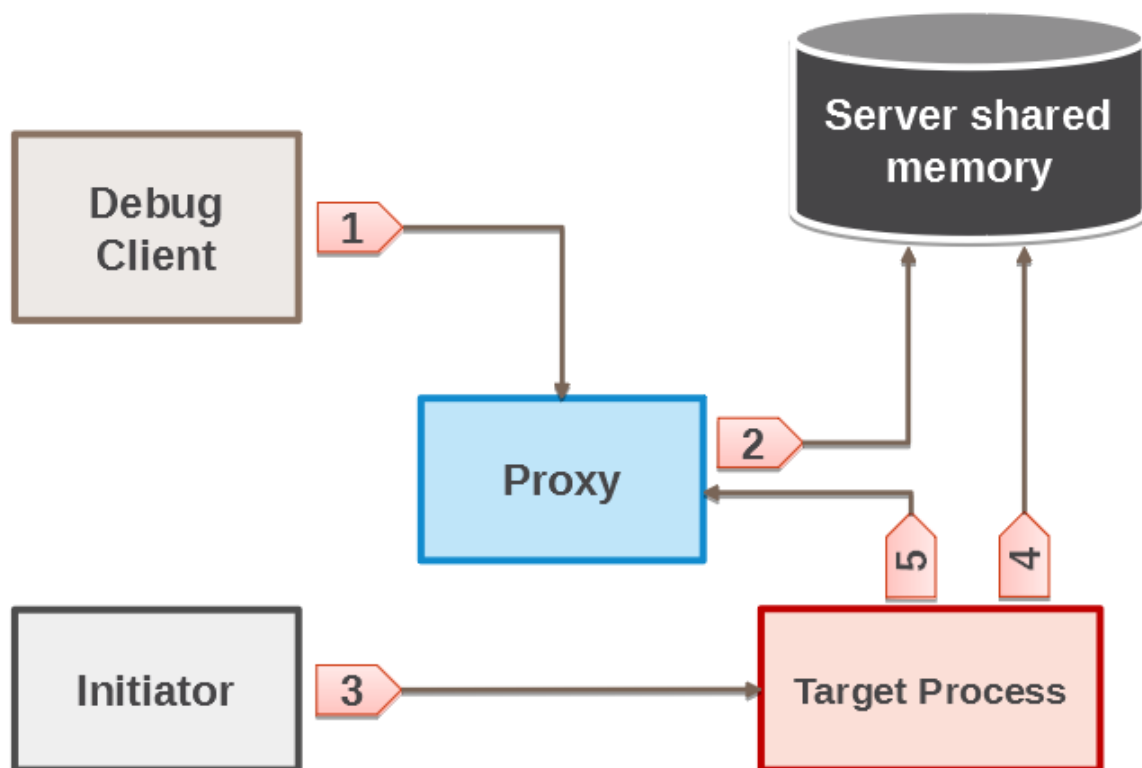 Server shared
memory
Debug
Client
1
2
Proxy
5
4
Initiator
3
Target Process